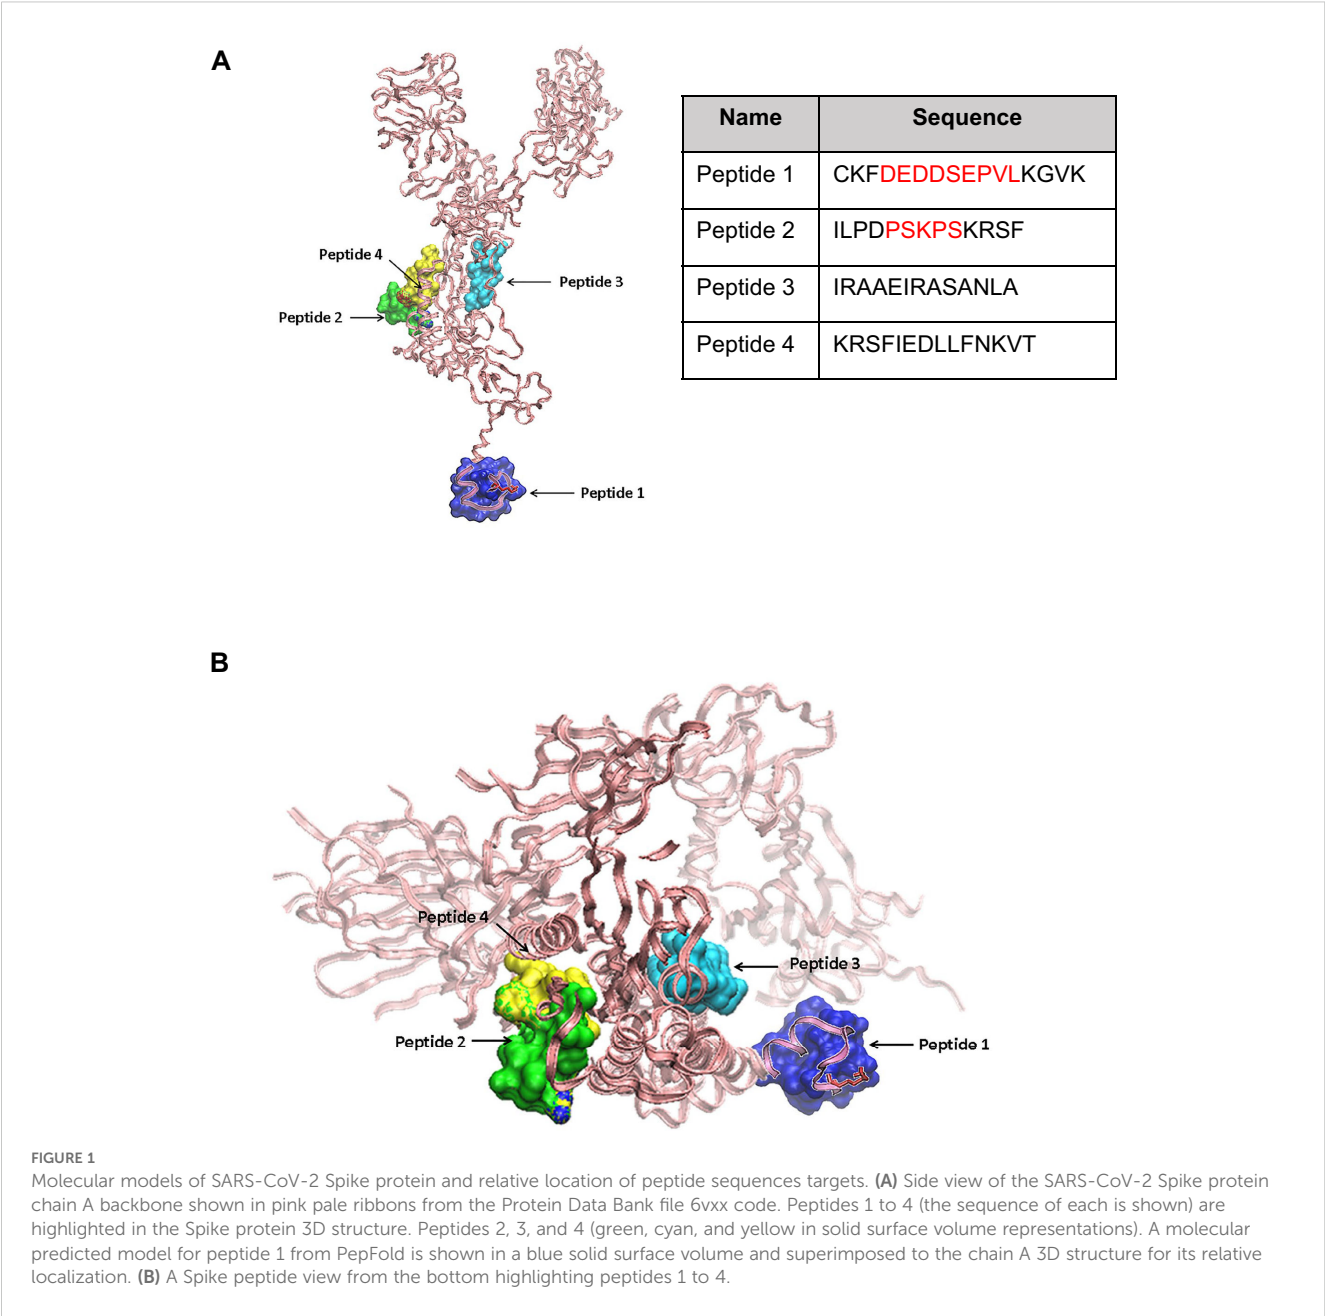 A
Name Sequence
Peptide 1 CKFDEDDSEPVLKGVK
Peptide 2 ILPDPSKPSKRSF
Peptide 3 IRAAEIRASANLA
Peptide 4 KRSFIEDLLFNKVT
Peptide 4
Peptide 3
Peptide 2
Peptide 1
B
Peptide 4
Peptide 3
Peptide 2
Peptide 1
FIGURE 1
Molecular models of SARS-CoV-2 Spike protein and relative location of peptide sequences targets. (A) Side view of the SARS-CoV-2 Spike protein
chain A backbone shown in pink pale ribbons from the Protein Data Bank file 6vxx code. Peptides 1 to 4 (the sequence of each is shown) are
highlighted in the Spike protein 3D structure. Peptides 2, 3, and 4 (green, cyan, and yellow in solid surface volume representations). A molecular
predicted model for peptide 1 from PepFold is shown in a blue solid surface volume and superimposed to the chain A 3D structure for its relative
localization. (B) A Spike peptide view from the bottom highlighting peptides 1 to 4.